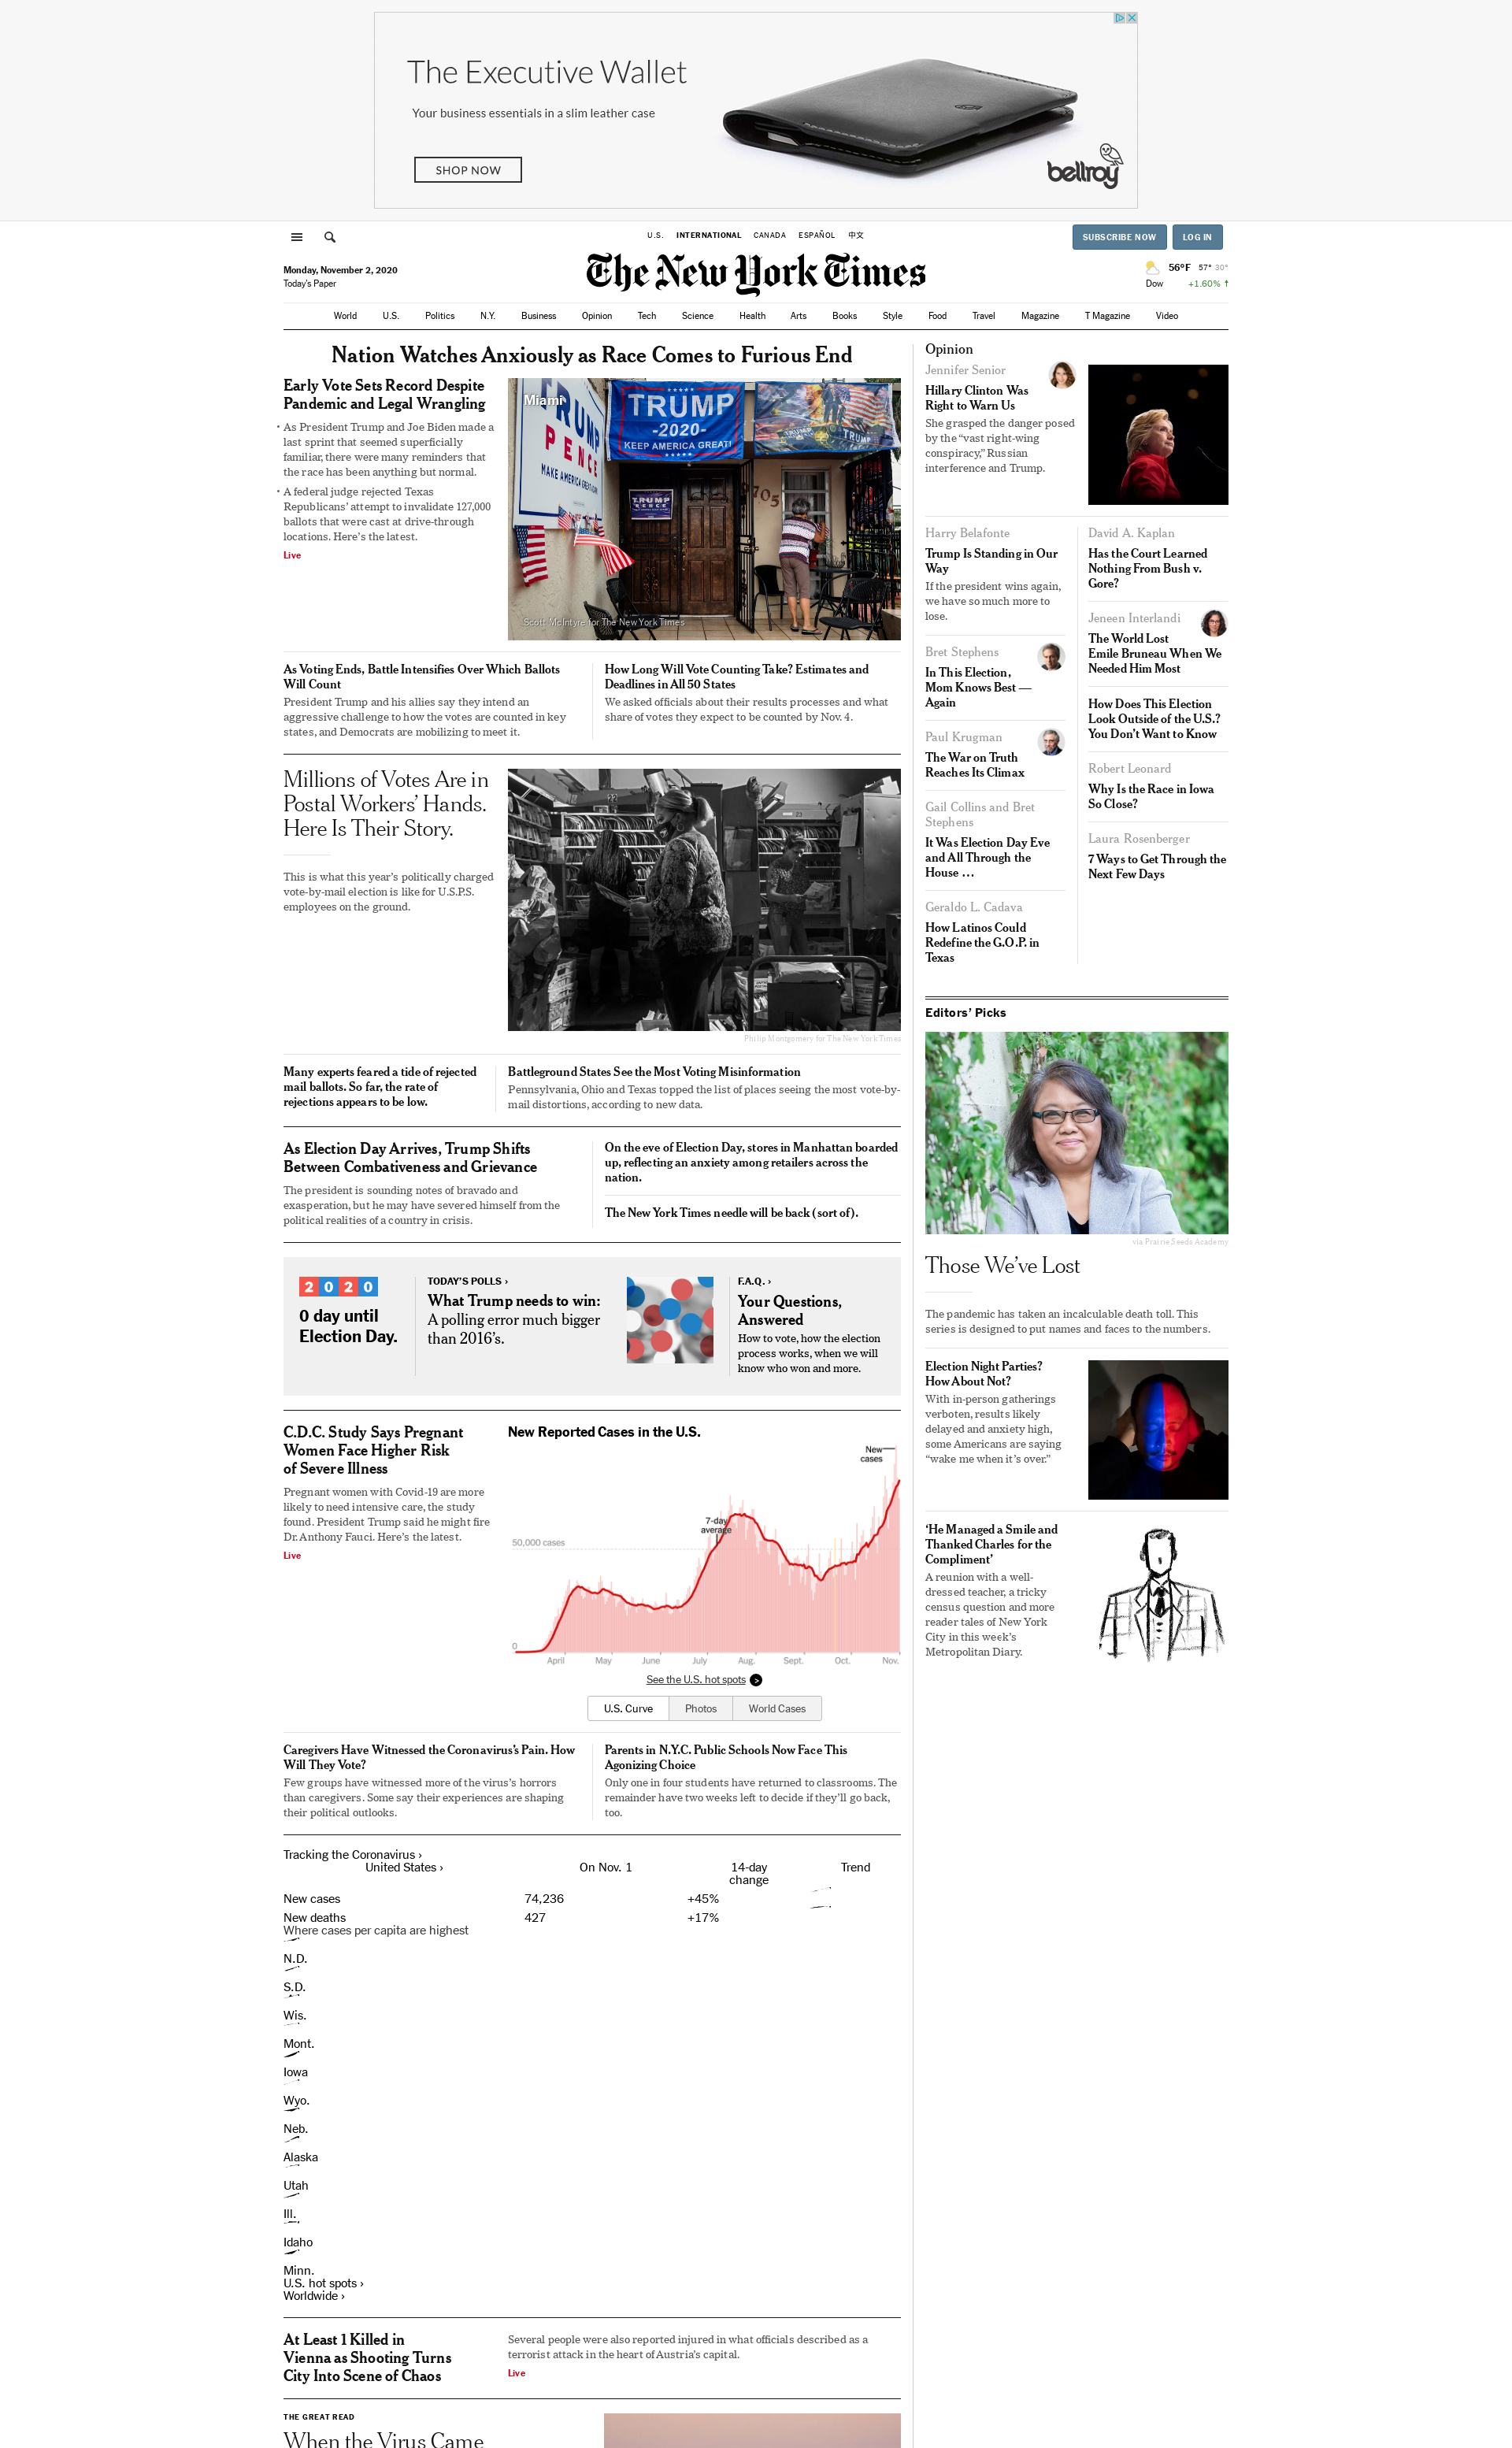 The Executive Wallet
Your business essentials in a slim leather case
SHOP NOW
bellroy
U.S. INTERNATIONAL CANADA ESPAÑOL 中文
SUBSCRIBE NOW LOG IN
Monday, November 2, 2020
Today's Paper
The New York Times
56°F 57° 30°
Dow +1.60% ↑
World U.S. Politics N.Y. Business Opinion Tech Science Health Arts Books Style Food Travel Magazine T Magazine Video
Nation Watches Anxiously as Race Comes to Furious End
Early Vote Sets Record Despite
Pandemic and Legal Wrangling
• As President Trump and Joe Biden made a
last sprint that seemed superficially
familiar, there were many reminders that
the race has been anything but normal.
• A federal judge rejected Texas
Republicans' attempt to invalidate 127,000
ballots that were cast at drive-through
locations. Here's the latest.
Live
Miami
TRUMP
PENCE
MAKE AMERICA GREAT
TRUMP
-2020-
KEEP AMERICA GREAT!
TRUMP
TRUMP
PENCE
9705
Scott McIntyre for The New York Times
As Voting Ends, Battle Intensifies Over Which Ballots
Will Count
President Trump and his allies say they intend an
aggressive challenge to how the votes are counted in key
states, and Democrats are mobilizing to meet it.
How Long Will Vote Counting Take? Estimates and
Deadlines in All 50 States
We asked officials about their results processes and what
share of votes they expect to be counted by Nov. 4.
Millions of Votes Are in
Postal Workers' Hands.
Here Is Their Story.
This is what this year's politically charged
vote-by-mail election is like for U.S.P.S.
employees on the ground.
Philip Montgomery for The New York Times
Many experts feared a tide of rejected
mail ballots. So far, the rate of
rejections appears to be low.
Battleground States See the Most Voting Misinformation
Pennsylvania, Ohio and Texas topped the list of places seeing the most vote-by-
mail distortions, according to new data.
As Election Day Arrives, Trump Shifts
Between Combativeness and Grievance
The president is sounding notes of bravado and
exasperation, but he may have severed himself from the
political realities of a country in crisis.
On the eve of Election Day, stores in Manhattan boarded
up, reflecting an anxiety among retailers across the
nation.
The New York Times needle will be back (sort of).
2020
0 day until
Election Day.
TODAY'S POLLS ›
What Trump needs to win:
A polling error much bigger
than 2016's.
F.A.Q. ›
Your Questions,
Answered
How to vote, how the election
process works, when we will
know who won and more.
C.D.C. Study Says Pregnant
Women Face Higher Risk
of Severe Illness
Pregnant women with Covid-19 are more
likely to need intensive care, the study
found. President Trump said he might fire
Dr. Anthony Fauci. Here's the latest.
Live
New Reported Cases in the U.S.
New
cases
7-day
average
50,000 cases
0
April May June July Aug. Sept. Oct. Nov.
See the U.S. hot spots >
U.S. Curve Photos World Cases
Caregivers Have Witnessed the Coronavirus's Pain. How
Will They Vote?
Few groups have witnessed more of the virus's horrors
than caregivers. Some say their experiences are shaping
their political outlooks.
Parents in N.Y.C. Public Schools Now Face This
Agonizing Choice
Only one in four students have returned to classrooms. The
remainder have two weeks left to decide if they'll go back,
too.
Tracking the Coronavirus ›
United States › On Nov. 1 14-day
change Trend
New cases 74,236 +45%
New deaths 427 +17%
Where cases per capita are highest
N.D.
S.D.
Wis.
Mont.
Iowa
Wyo.
Neb.
Alaska
Utah
Ill.
Idaho
Minn.
U.S. hot spots ›
Worldwide ›
At Least 1 Killed in
Vienna as Shooting Turns
City Into Scene of Chaos
Several people were also reported injured in what officials described as a
terrorist attack in the heart of Austria's capital.
Live
THE GREAT READ
When the Virus Came
Opinion
Jennifer Senior
Hillary Clinton Was
Right to Warn Us
She grasped the danger posed
by the “vast right-wing
conspiracy,” Russian
interference and Trump.
Harry Belafonte
Trump Is Standing in Our
Way
If the president wins again,
we have so much more to
lose.
Bret Stephens
In This Election,
Mom Knows Best —
Again
Paul Krugman
The War on Truth
Reaches Its Climax
Gail Collins and Bret
Stephens
It Was Election Day Eve
and All Through the
House …
Geraldo L. Cadava
How Latinos Could
Redefine the G.O.P. in
Texas
David A. Kaplan
Has the Court Learned
Nothing From Bush v.
Gore?
Jeneen Interlandi
The World Lost
Emile Bruneau When We
Needed Him Most
How Does This Election
Look Outside of the U.S.?
You Don't Want to Know
Robert Leonard
Why Is the Race in Iowa
So Close?
Laura Rosenberger
7 Ways to Get Through the
Next Few Days
Editors' Picks
via Prairie Seeds Academy
Those We've Lost
The pandemic has taken an incalculable death toll. This
series is designed to put names and faces to the numbers.
Election Night Parties?
How About Not?
With in-person gatherings
verboten, results likely
delayed and anxiety high,
some Americans are saying
“wake me when it's over.”
‘He Managed a Smile and
Thanked Charles for the
Compliment’
A reunion with a well-
dressed teacher, a tricky
census question and more
reader tales of New York
City in this week's
Metropolitan Diary.